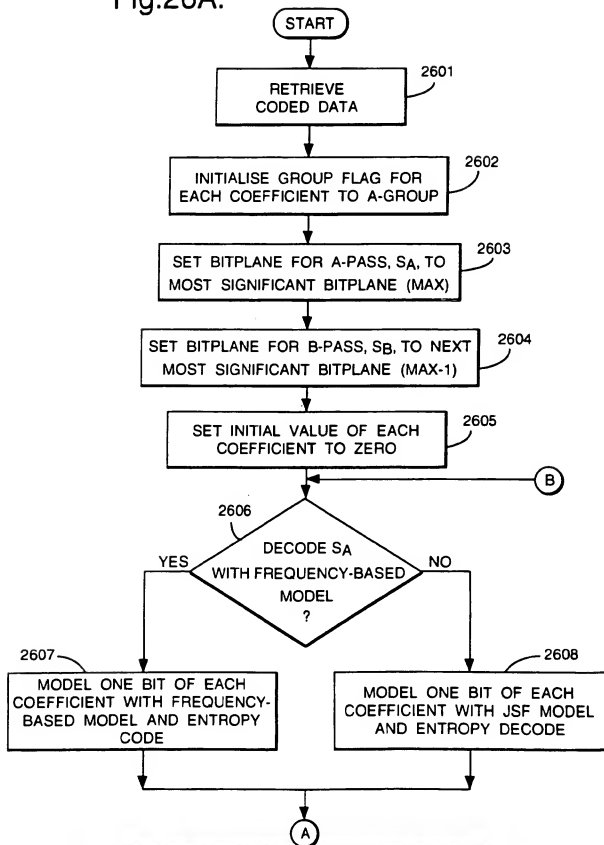 Fig.26A.
START
2601
RETRIEVE
CODED DATA
2602
INITIALISE GROUP FLAG FOR
EACH COEFFICIENT TO A-GROUP
2603
SET BITPLANE FOR A-PASS, SA, TO
MOST SIGNIFICANT BITPLANE (MAX)
2604
SET BITPLANE FOR B-PASS, SB, TO NEXT
MOST SIGNIFICANT BITPLANE (MAX-1)
2605
SET INITIAL VALUE OF EACH
COEFFICIENT TO ZERO
B
2606
DECODE SA
WITH FREQUENCY-BASED
MODEL
?
YES
NO
2607
MODEL ONE BIT OF EACH
COEFFICIENT WITH FREQUENCY-
BASED MODEL AND ENTROPY
CODE
2608
MODEL ONE BIT OF EACH
COEFFICIENT WITH JSF MODEL
AND ENTROPY DECODE
A